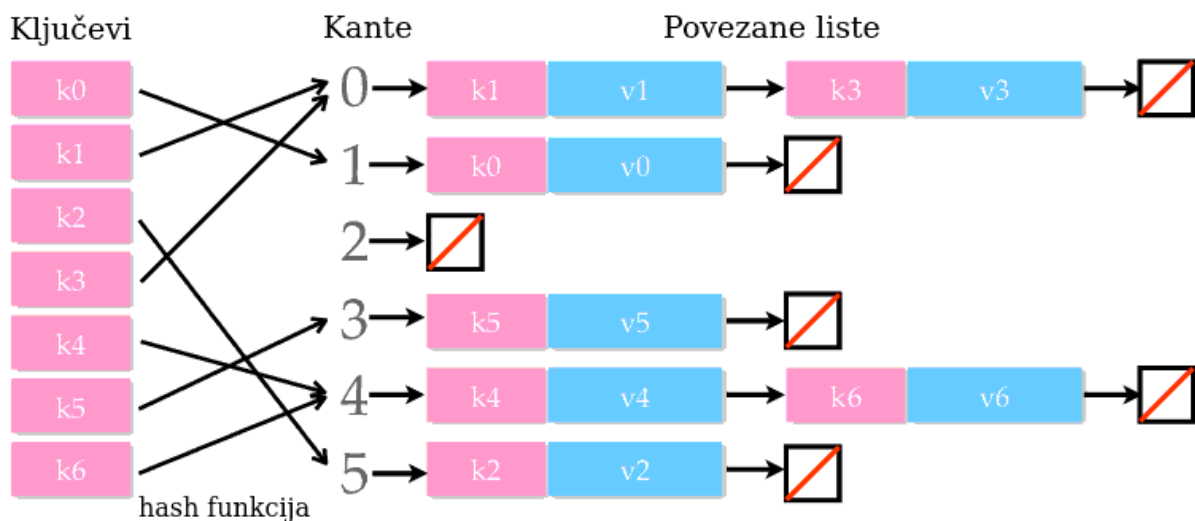 Ključevi Kante Povezane liste
k0 0 k1 v1 k3 v3
k1 1 k0 v0
k2 2
k3 3 k5 v5
k4 4 k4 v4 k6 v6
k5 5 k2 v2
k6
hash funkcija